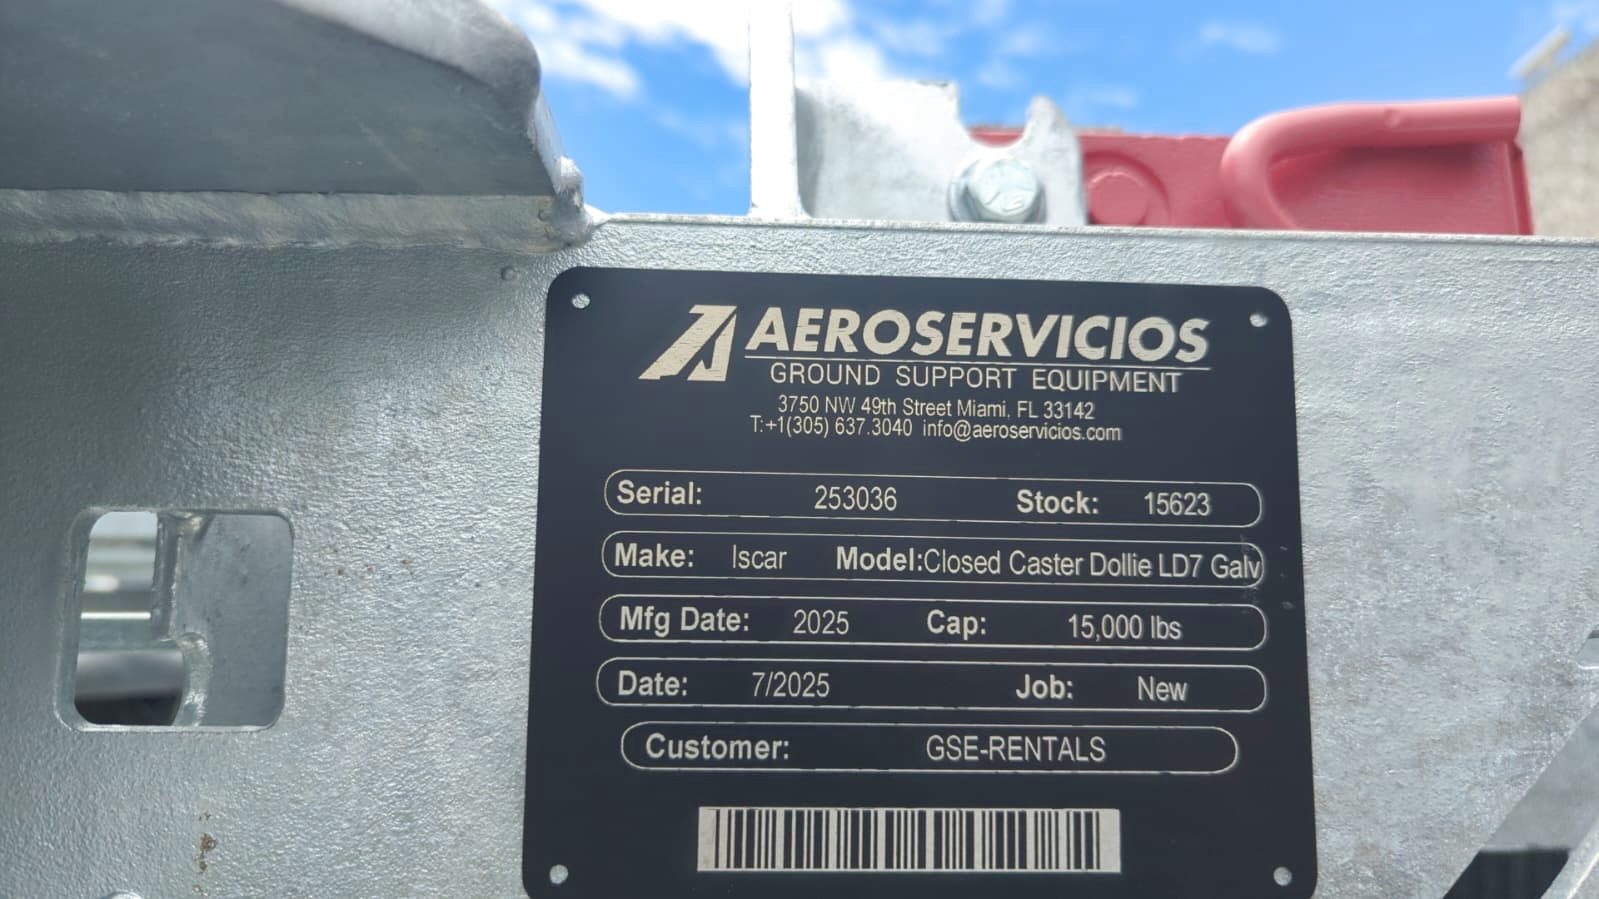 AEROSERVICIOS
GROUND SUPPORT EQUIPMENT
3750 NW 49th Street Miami, FL 33142
T:+1(305) 637.3040 info@aeroservicios.com
Serial: 253036 Stock: 15623
Make: Iscar Model:Closed Caster Dollie LD7 Galv
Mfg Date: 2025 Cap: 15,000 lbs
Date: 7/2025 Job: New
Customer: GSE-RENTALS